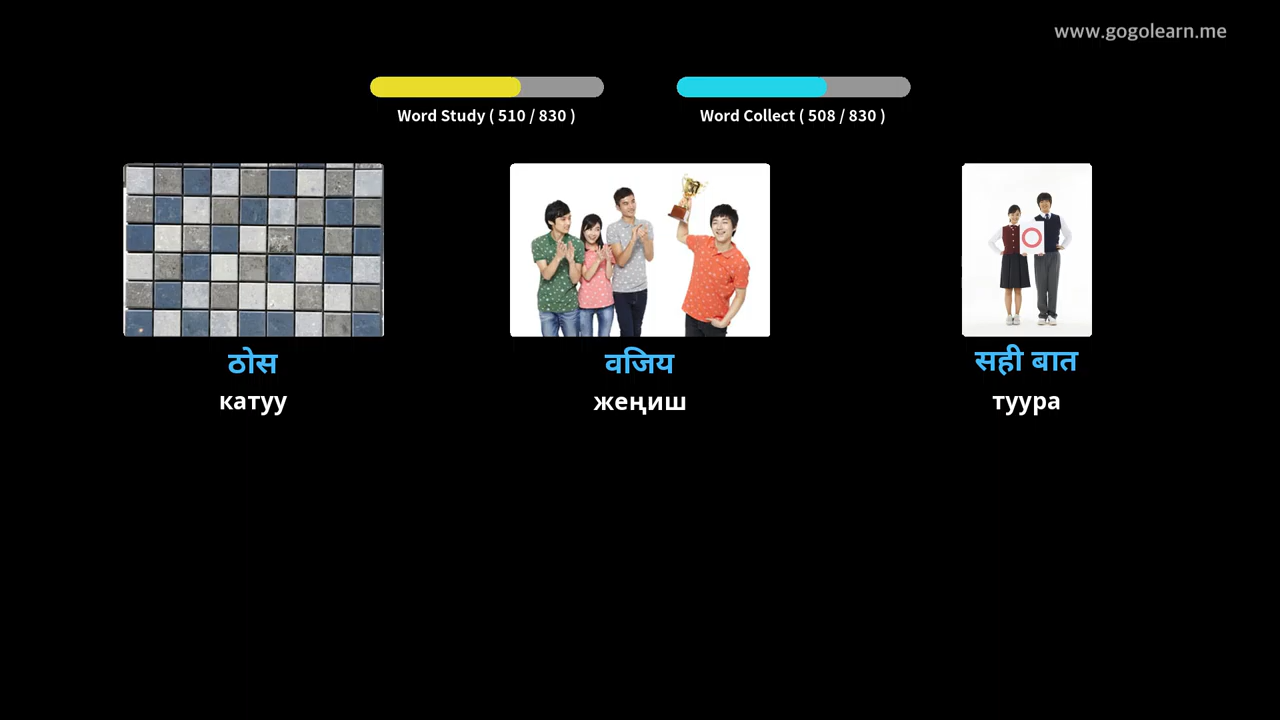 www.gogolearn.me
Word Study ( 510 / 830 )
Word Collect ( 508 / 830 )
ठोस
वजिय
सही बात
катуу
жеңиш
туура